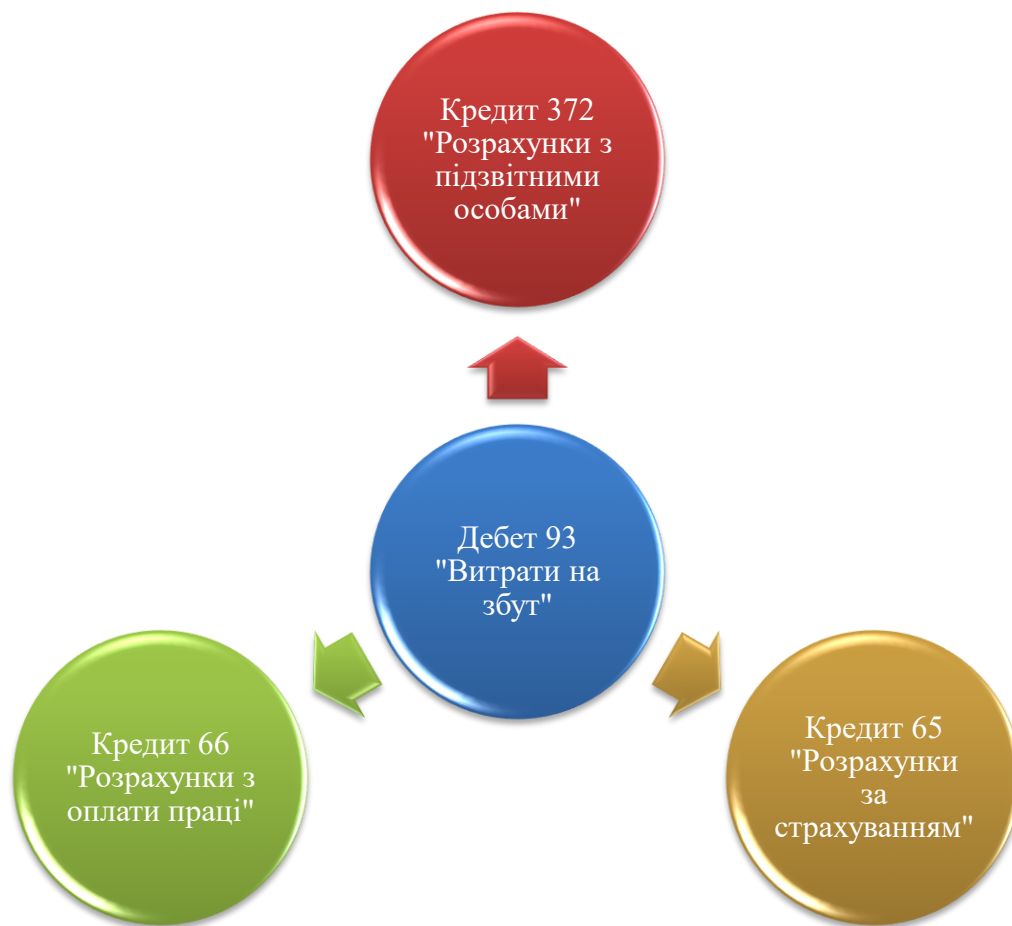 Кредит 372
"Розрахунки з
підзвітними
особами"
Дебет 93
"Витрати на
збут"
Кредит 66
"Розрахунки з
оплати праці"
Кредит 65
"Розрахунки
за
страхуванням"